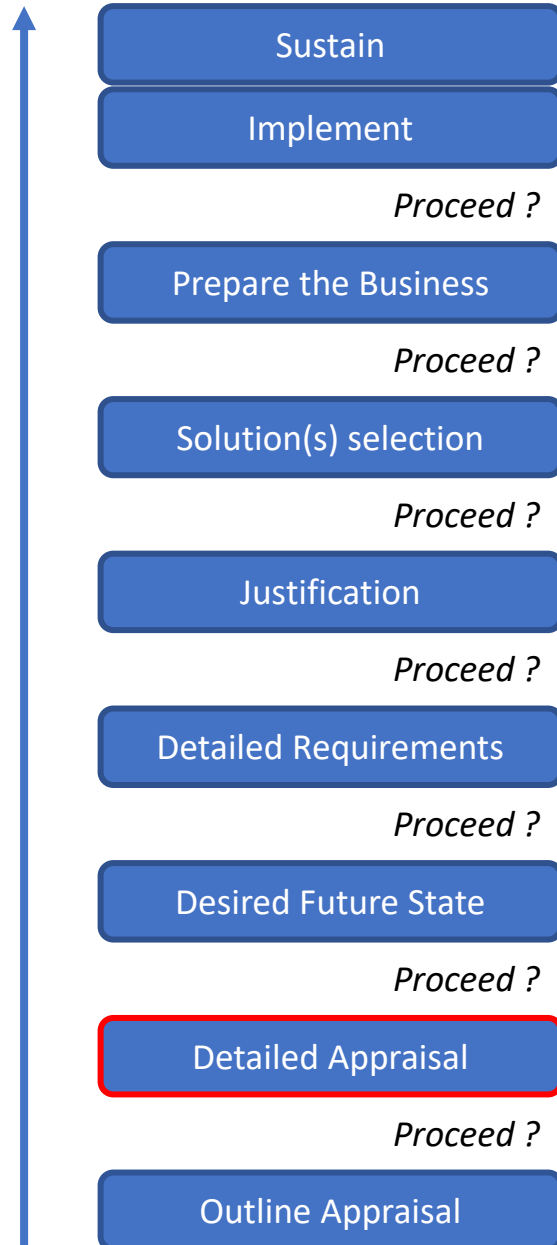 Sustain
Implement
Proceed ?
Prepare the Business
Proceed ?
Solution(s) selection
Proceed ?
Justification
Proceed ?
Detailed Requirements
Proceed ?
Desired Future State
Proceed ?
Detailed Appraisal
Proceed ?
Outline Appraisal